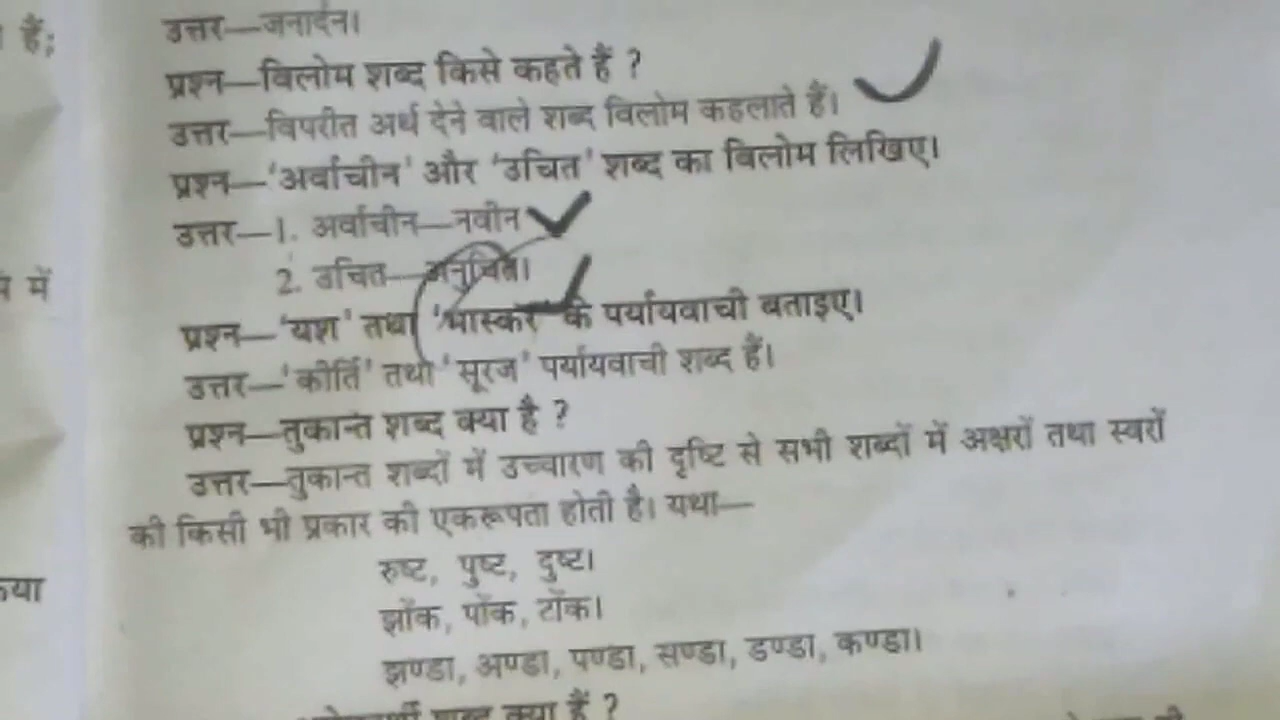 हैं;
उत्तर—जनार्दन।
प्रश्न—विलोम शब्द किसे कहते हैं ?
उत्तर—विपरीत अर्थ देने वाले शब्द विलोम कहलाते हैं।
प्रश्न—'अर्वाचीन' और 'उचित' शब्द का विलोम लिखिए।
उत्तर—1. अर्वाचीन—नवीन
2. उचित—अनुचित।
में
प्रश्न—'यश' तथा 'भास्कर' के पर्यायवाची बताइए।
उत्तर—'कीर्ति' तथा 'सूरज' पर्यायवाची शब्द हैं।
प्रश्न—तुकान्त शब्द क्या है ?
उत्तर—तुकान्त शब्दों में उच्चारण की दृष्टि से सभी शब्दों में अक्षरों तथा स्वरों
की किसी भी प्रकार की एकरूपता होती है। यथा—
रुष्ट, पुष्ट, दुष्ट।
झोंक, पोंक, टोंक।
झण्डा, अण्डा, पण्डा, सण्डा, डण्डा, कण्डा।
शब्द क्या हैं ?